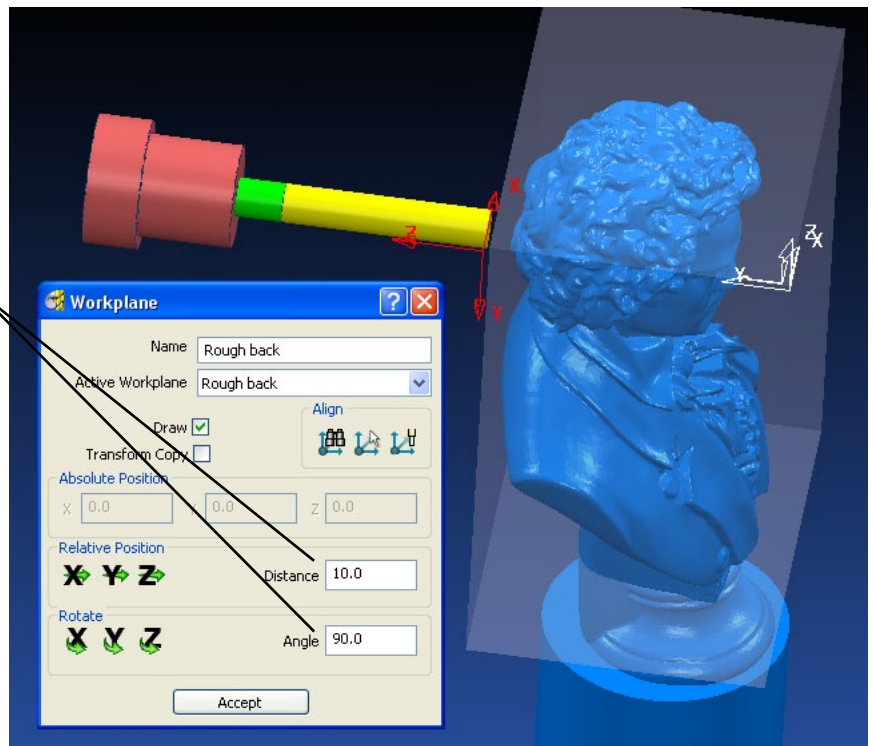 X
Z
Y
Z
X
Y
Workplane
Name Rough back
Active Workplane Rough back
Draw
Align
Transform Copy
Absolute Position
X 0.0 Y 0.0 Z 0.0
Relative Position
X Y Z Distance 10.0
Rotate
X Y Z Angle 90.0
Accept